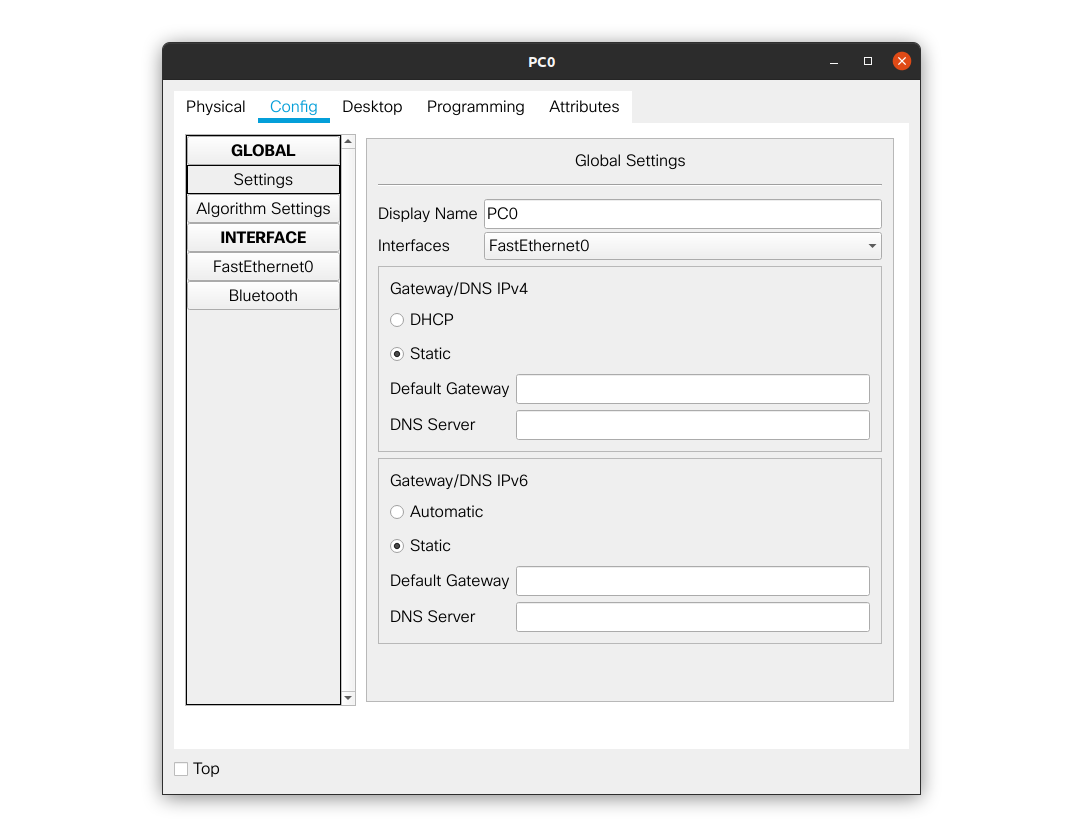 PC0
Physical Config Desktop Programming Attributes
GLOBAL
Settings
Algorithm Settings
INTERFACE
FastEthernet0
Bluetooth
Global Settings
Display Name PC0
Interfaces FastEthernet0
Gateway/DNS IPv4
DHCP
Static
Default Gateway
DNS Server
Gateway/DNS IPv6
Automatic
Static
Default Gateway
DNS Server
Top